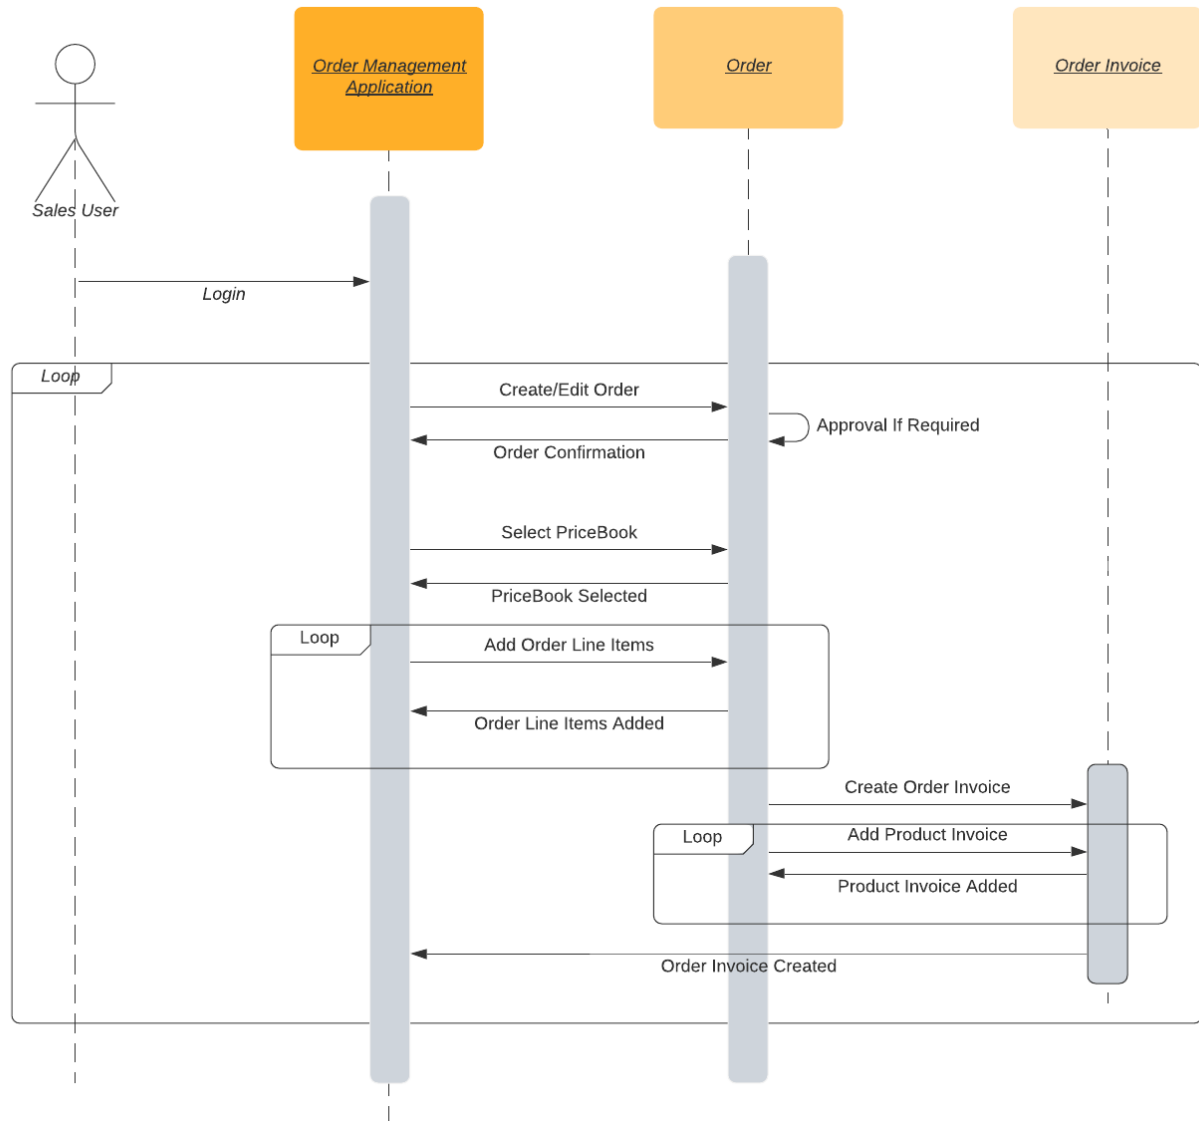 Order Management
Application
Order
Order Invoice
Sales User
Login
Loop
Create/Edit Order
Approval If Required
Order Confirmation
Select PriceBook
PriceBook Selected
Loop
Add Order Line Items
Order Line Items Added
Create Order Invoice
Loop
Add Product Invoice
Product Invoice Added
Order Invoice Created